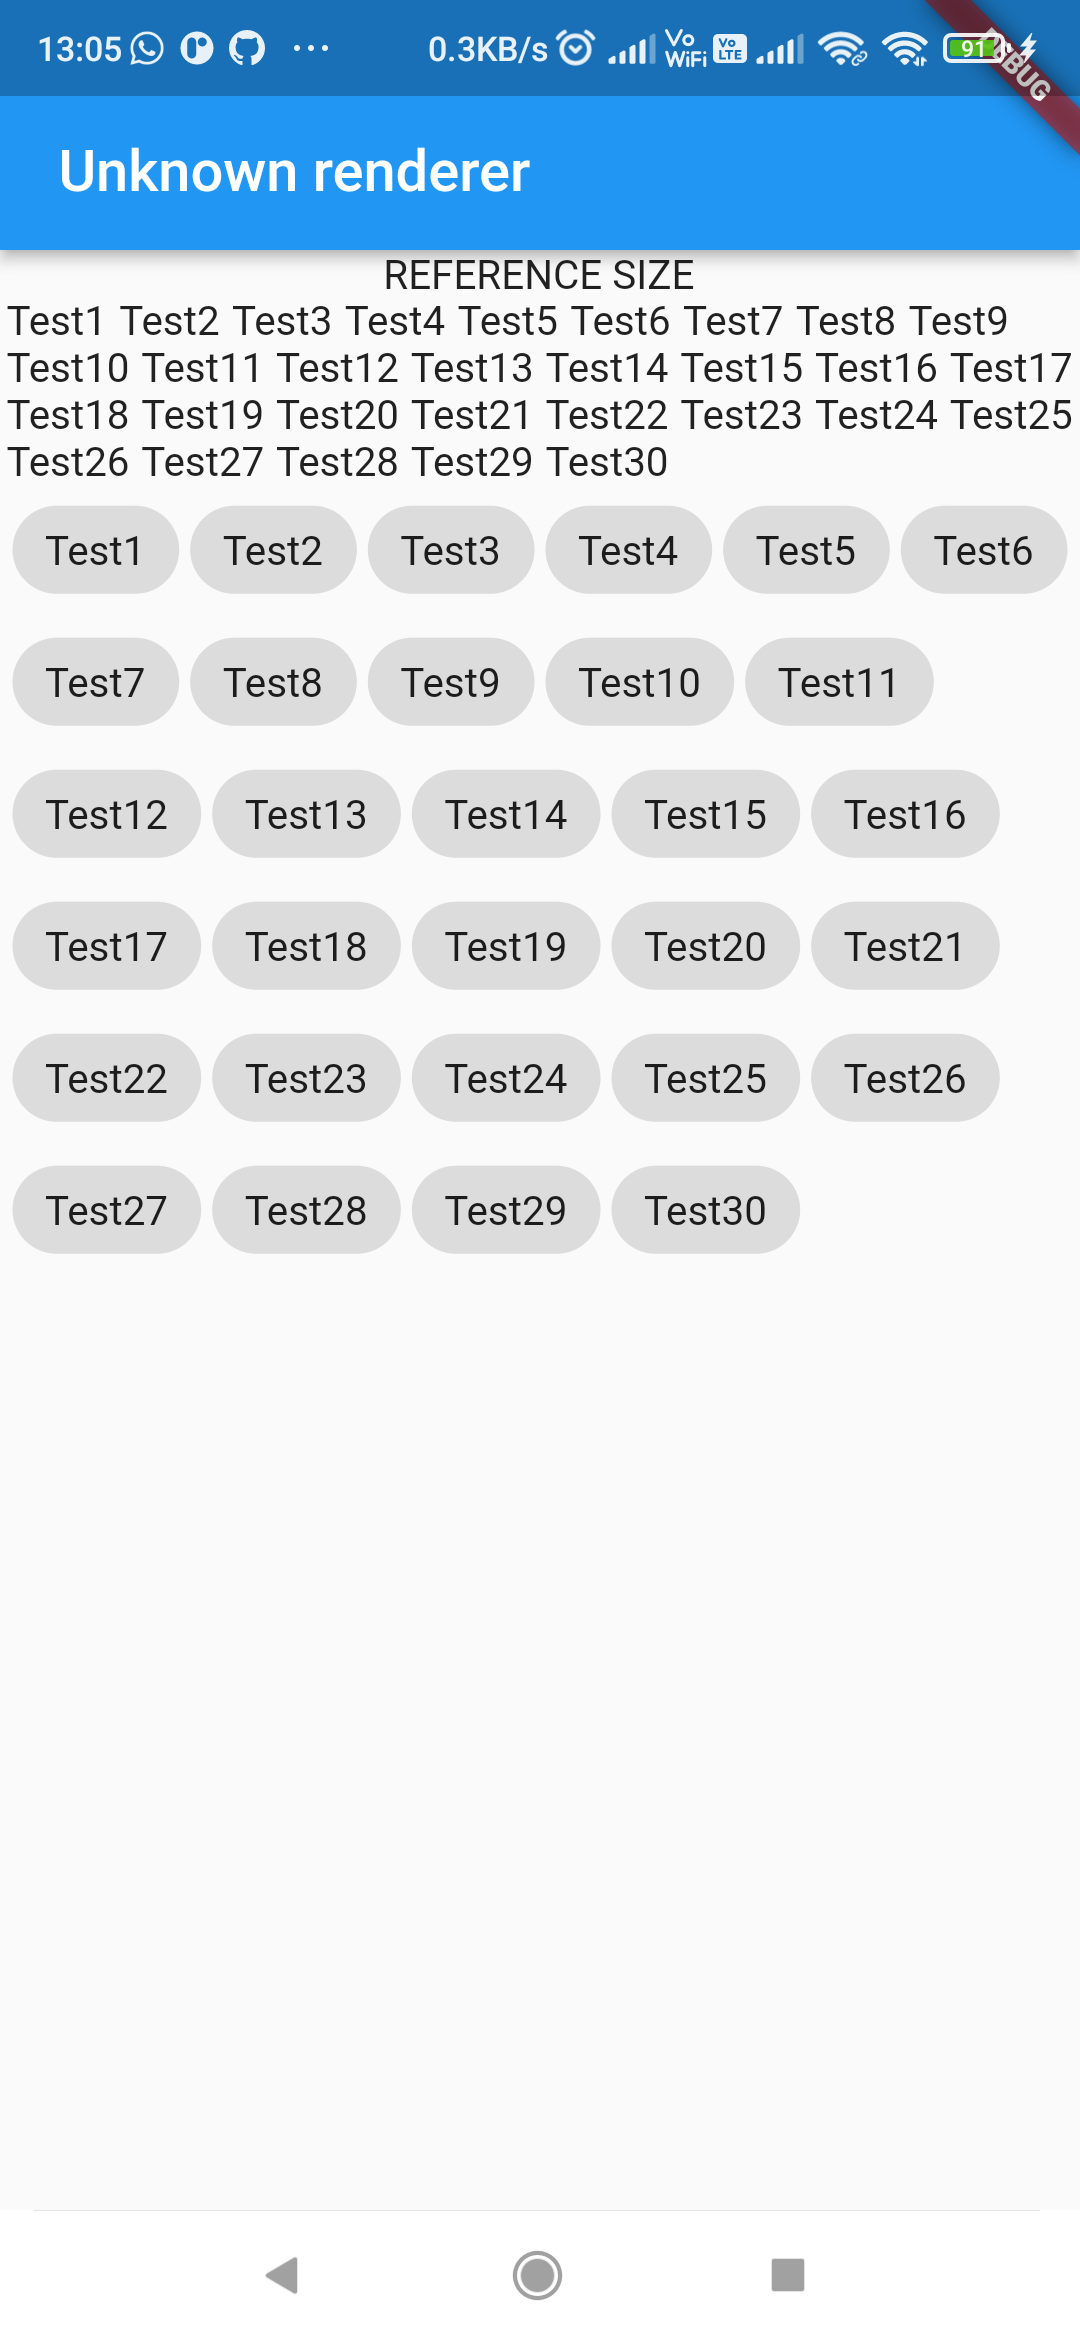 13:05 0.3KB/s Vo WiFi Vo LTE 91
DEBUG
Unknown renderer
REFERENCE SIZE
Test1 Test2 Test3 Test4 Test5 Test6 Test7 Test8 Test9
Test10 Test11 Test12 Test13 Test14 Test15 Test16 Test17
Test18 Test19 Test20 Test21 Test22 Test23 Test24 Test25
Test26 Test27 Test28 Test29 Test30
Test1 Test2 Test3 Test4 Test5 Test6
Test7 Test8 Test9 Test10 Test11
Test12 Test13 Test14 Test15 Test16
Test17 Test18 Test19 Test20 Test21
Test22 Test23 Test24 Test25 Test26
Test27 Test28 Test29 Test30